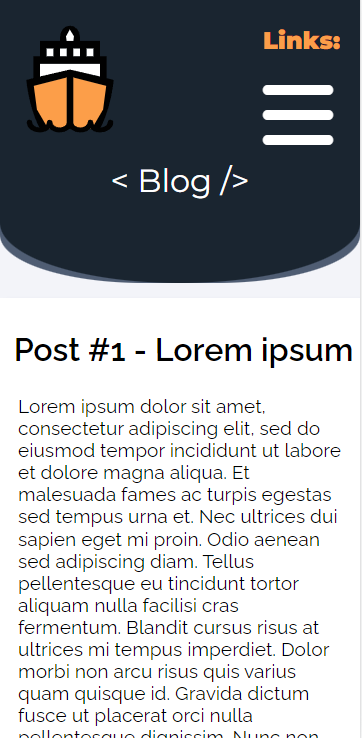 Links:
< Blog />
Post #1 - Lorem ipsum
Lorem ipsum dolor sit amet,
consectetur adipiscing elit, sed do
eiusmod tempor incididunt ut labore
et dolore magna aliqua. Et
malesuada fames ac turpis egestas
sed tempus urna et. Nec ultrices dui
sapien eget mi proin. Odio aenean
sed adipiscing diam. Tellus
pellentesque eu tincidunt tortor
aliquam nulla facilisi cras
fermentum. Blandit cursus risus at
ultrices mi tempus imperdiet. Dolor
morbi non arcu risus quis varius
quam quisque id. Gravida dictum
fusce ut placerat orci nulla
pellentesque dignissim. Nunc non